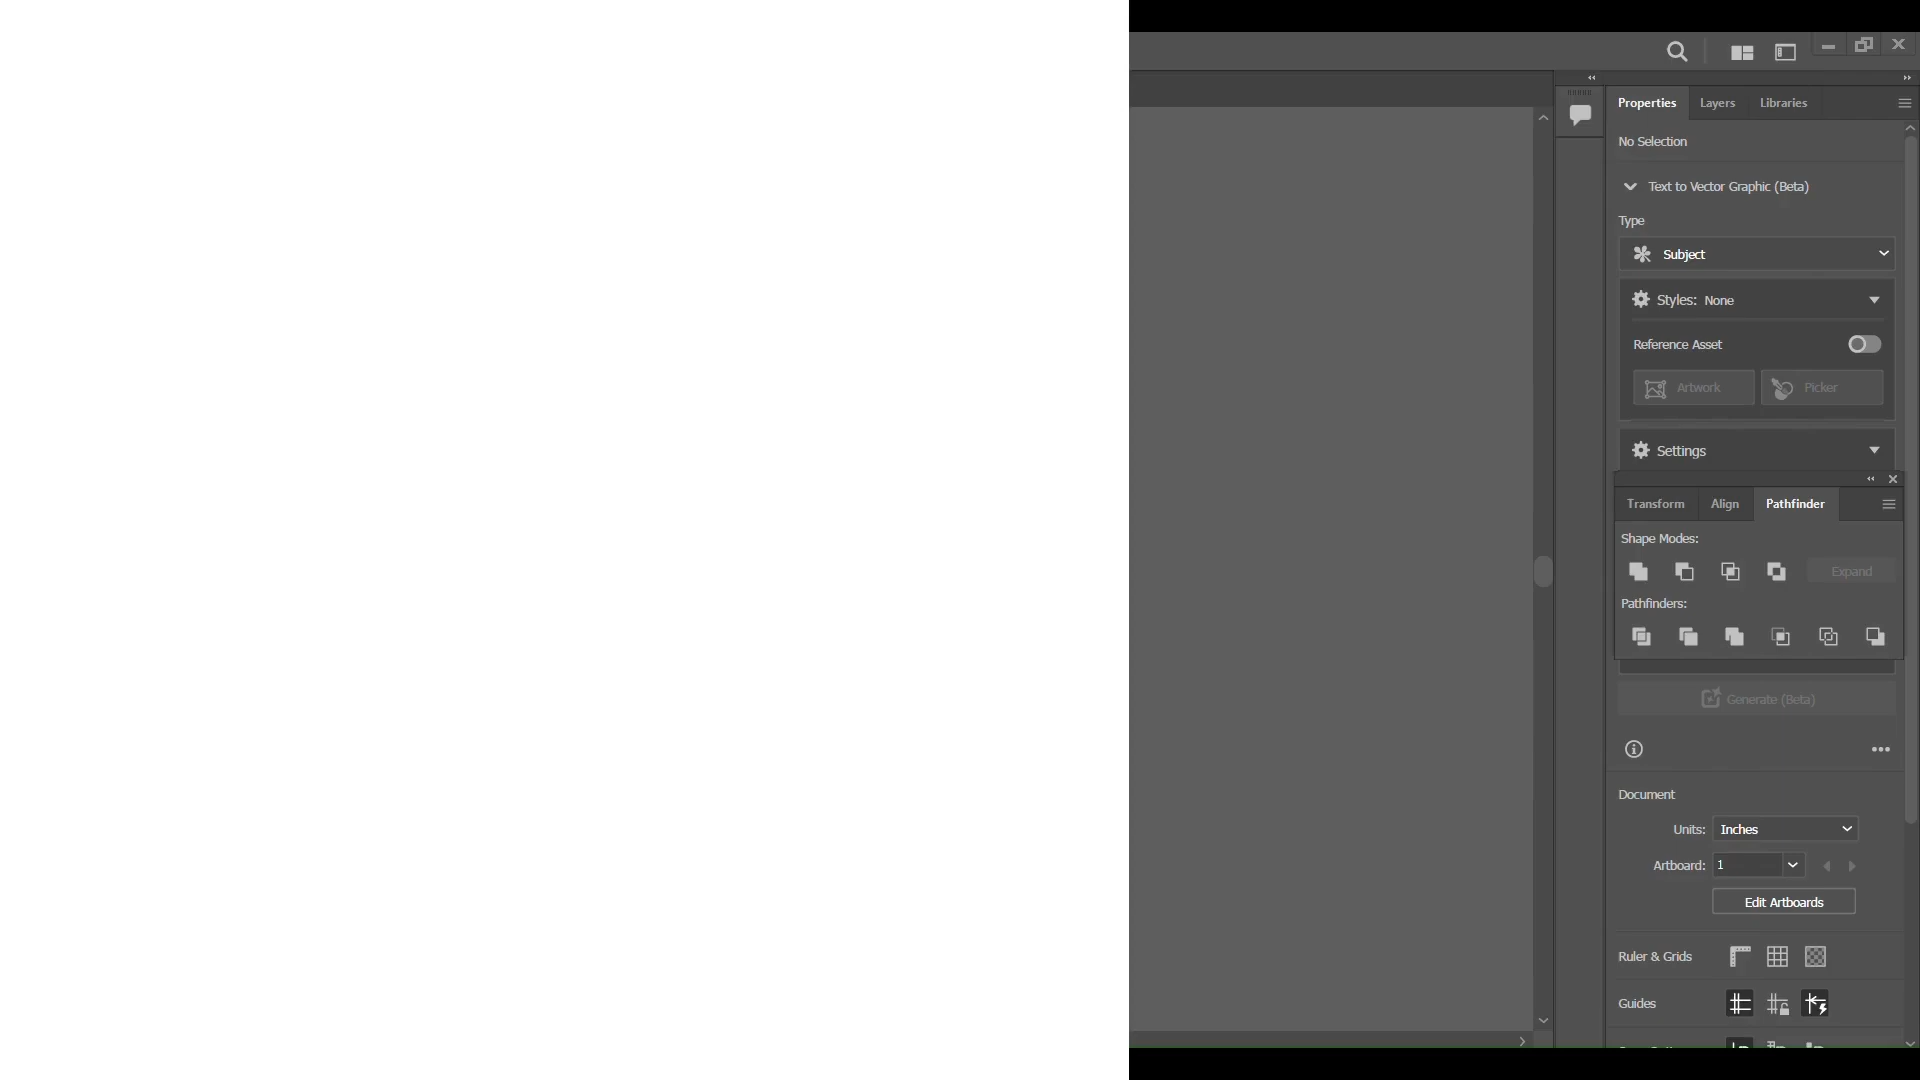 Properties
Layers
Libraries
No Selection
Text to Vector Graphic (Beta)
Type
Subject
Styles: None
Reference Asset
Artwork
Picker
Settings
Transform
Align
Pathfinder
Shape Modes:
Expand
Pathfinders:
Generate (Beta)
Document
Units: Inches
Artboard: 1
Edit Artboards
Ruler & Grids
Guides